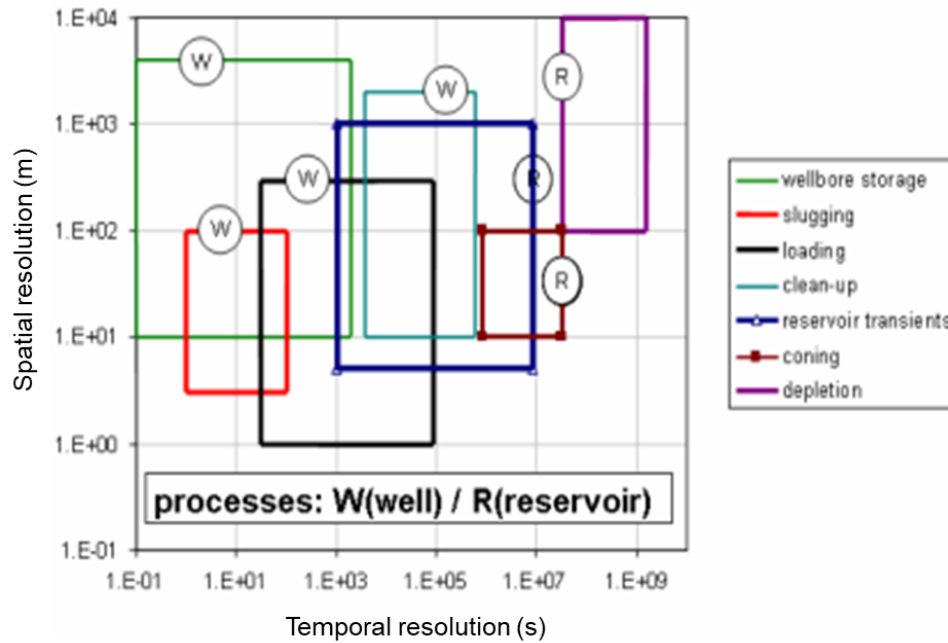 1.E+04
1.E+03
1.E+02
1.E+01
1.E+00
1.E-01
Spatial resolution (m)
W
W
R
W
W
R
R
processes: W(well) / R(reservoir)
1.E-01 1.E+01 1.E+03 1.E+05 1.E+07 1.E+09
Temporal resolution (s)
wellbore storage
slugging
loading
clean-up
reservoir transients
coning
depletion